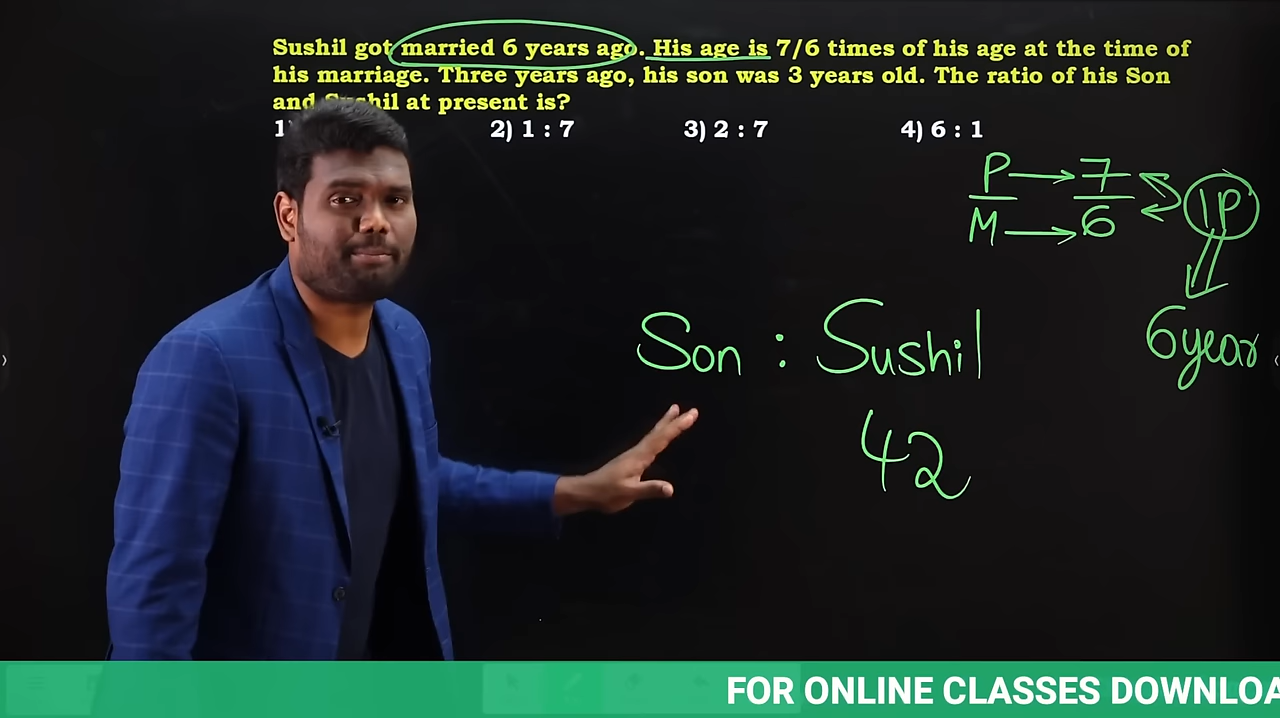 Sushil got married 6 years ago. His age is 7/6 times of his age at the time of
his marriage. Three years ago, his son was 3 years old. The ratio of his Son
and Sushil at present is?
1) 2) 1 : 7 3) 2 : 7 4) 6 : 1
P → 7
M → 6
1P
Son : Sushil
6year
42
FOR ONLINE CLASSES DOWNLOA